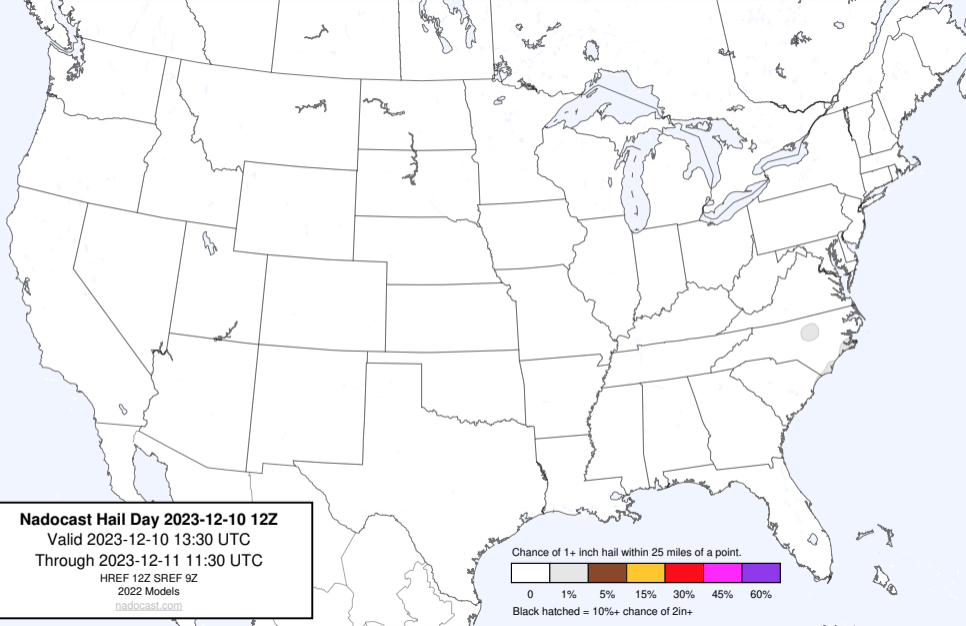 Nadocast Hail Day 2023-12-10 12Z
Valid 2023-12-10 13:30 UTC
Through 2023-12-11 11:30 UTC
HREF 12Z SREF 9Z
2022 Models
nadocast.com
Chance of 1+ inch hail within 25 miles of a point.
0 1% 5% 15% 30% 45% 60%
Black hatched = 10%+ chance of 2in+